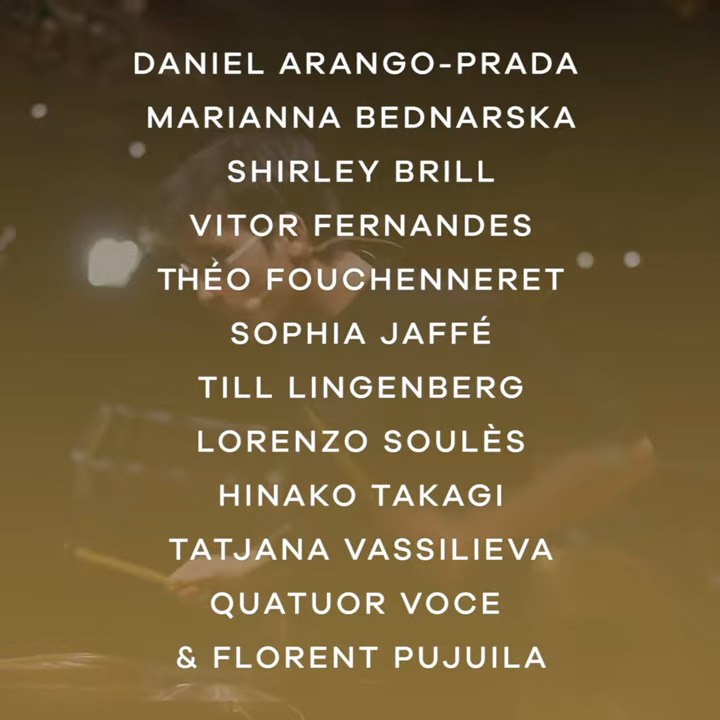 DANIEL ARANGO-PRADA
MARIANNA BEDNARSKA
SHIRLEY BRILL
VITOR FERNANDES
THÉO FOUCHENNERET
SOPHIA JAFFÉ
TILL LINGENBERG
LORENZO SOULÈS
HINAKO TAKAGI
TATJANA VASSILIEVA
QUATUOR VOCE
& FLORENT PUJUILA